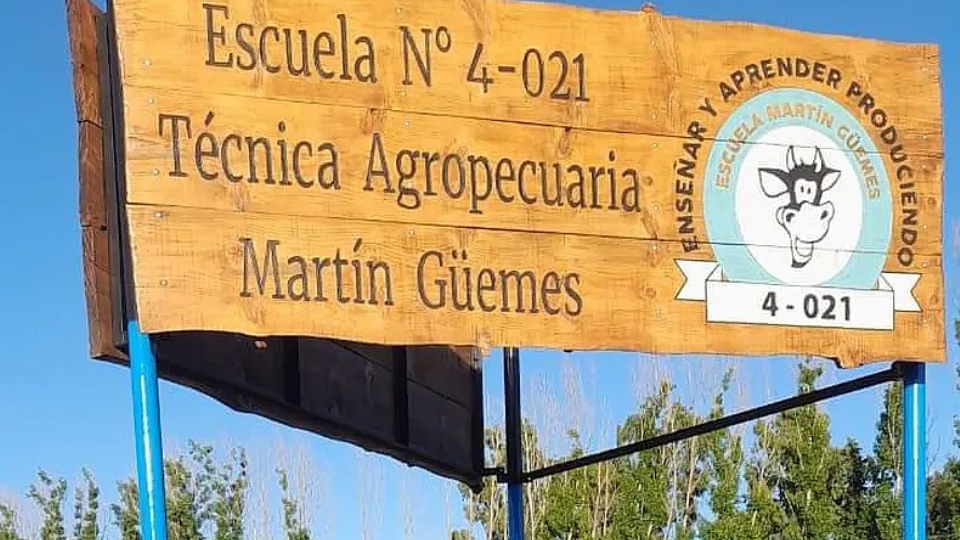 Escuela N° 4-021
Técnica Agropecuaria
Martín Güemes
ENSEÑAR Y APRENDER PRODUCIENDO
ESCUELA MARTÍN GÜEMES
4 - 021